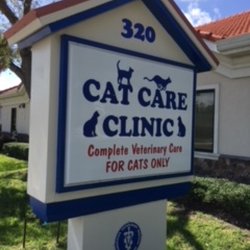 320
CAT CARE
CLINIC
Complete Veterinary Care
FOR CATS ONLY